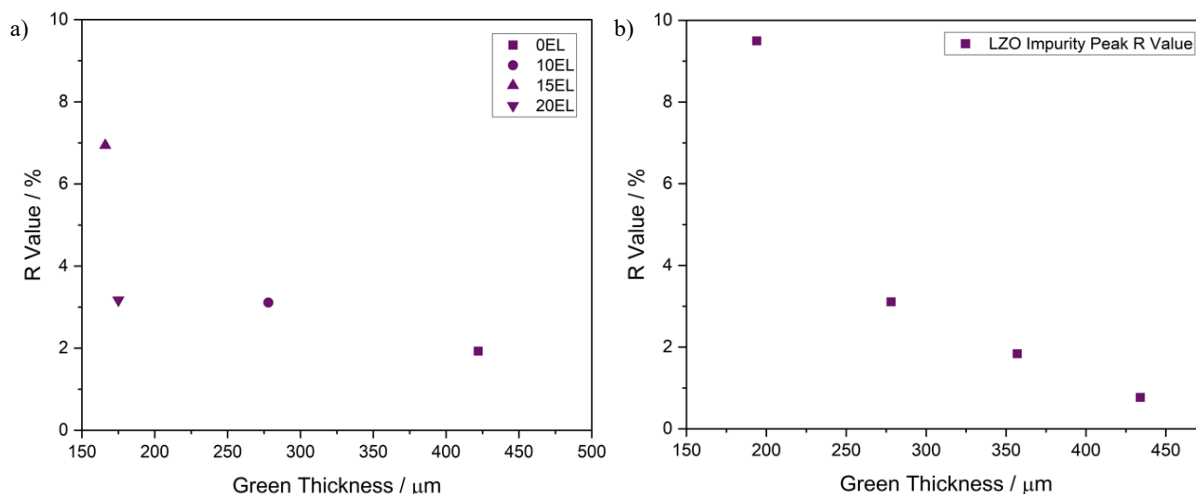 a)
10
8
6
4
2
0
R Value / %
0EL
10EL
15EL
20EL
150 200 250 300 350 400 450 500
Green Thickness / μm
b)
10
8
6
4
2
0
R Value / %
LZO Impurity Peak R Value
150 200 250 300 350 400 450
Green Thickness / μm